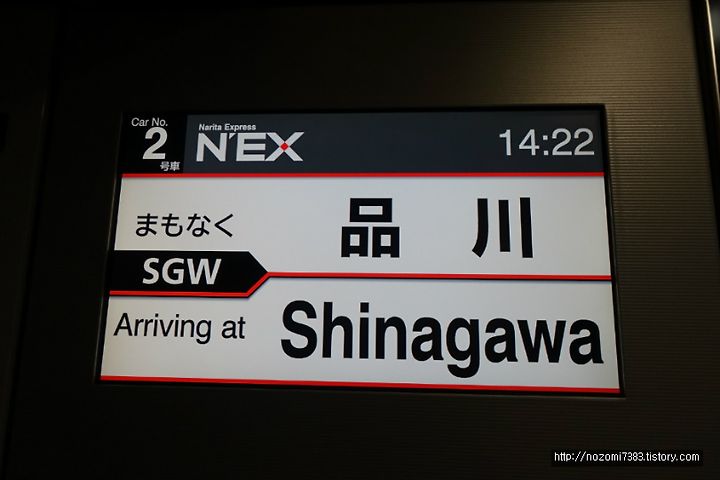 Car No.
2
号車
Narita Express
N'EX
14:22
まもなく
品川
SGW
Arriving at
Shinagawa
http://nozomi7383.tistory.com